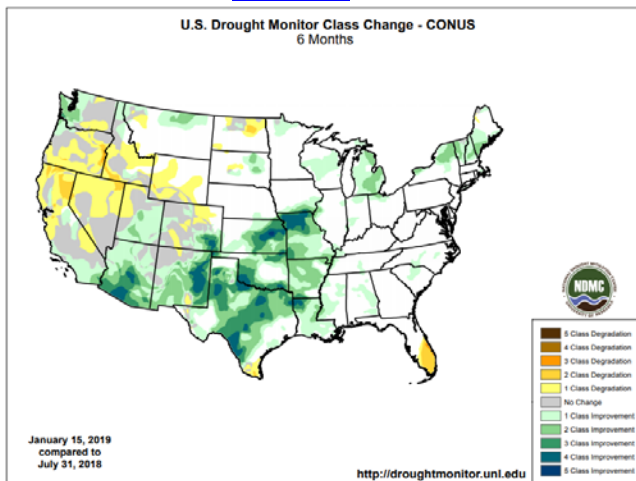 U.S. Drought Monitor Class Change - CONUS
6 Months
NDMC
5 Class Degradation
4 Class Degradation
3 Class Degradation
2 Class Degradation
1 Class Degradation
No Change
1 Class Improvement
2 Class Improvement
3 Class Improvement
4 Class Improvement
5 Class Improvement
January 15, 2019
compared to
July 31, 2018
http://droughtmonitor.unl.edu